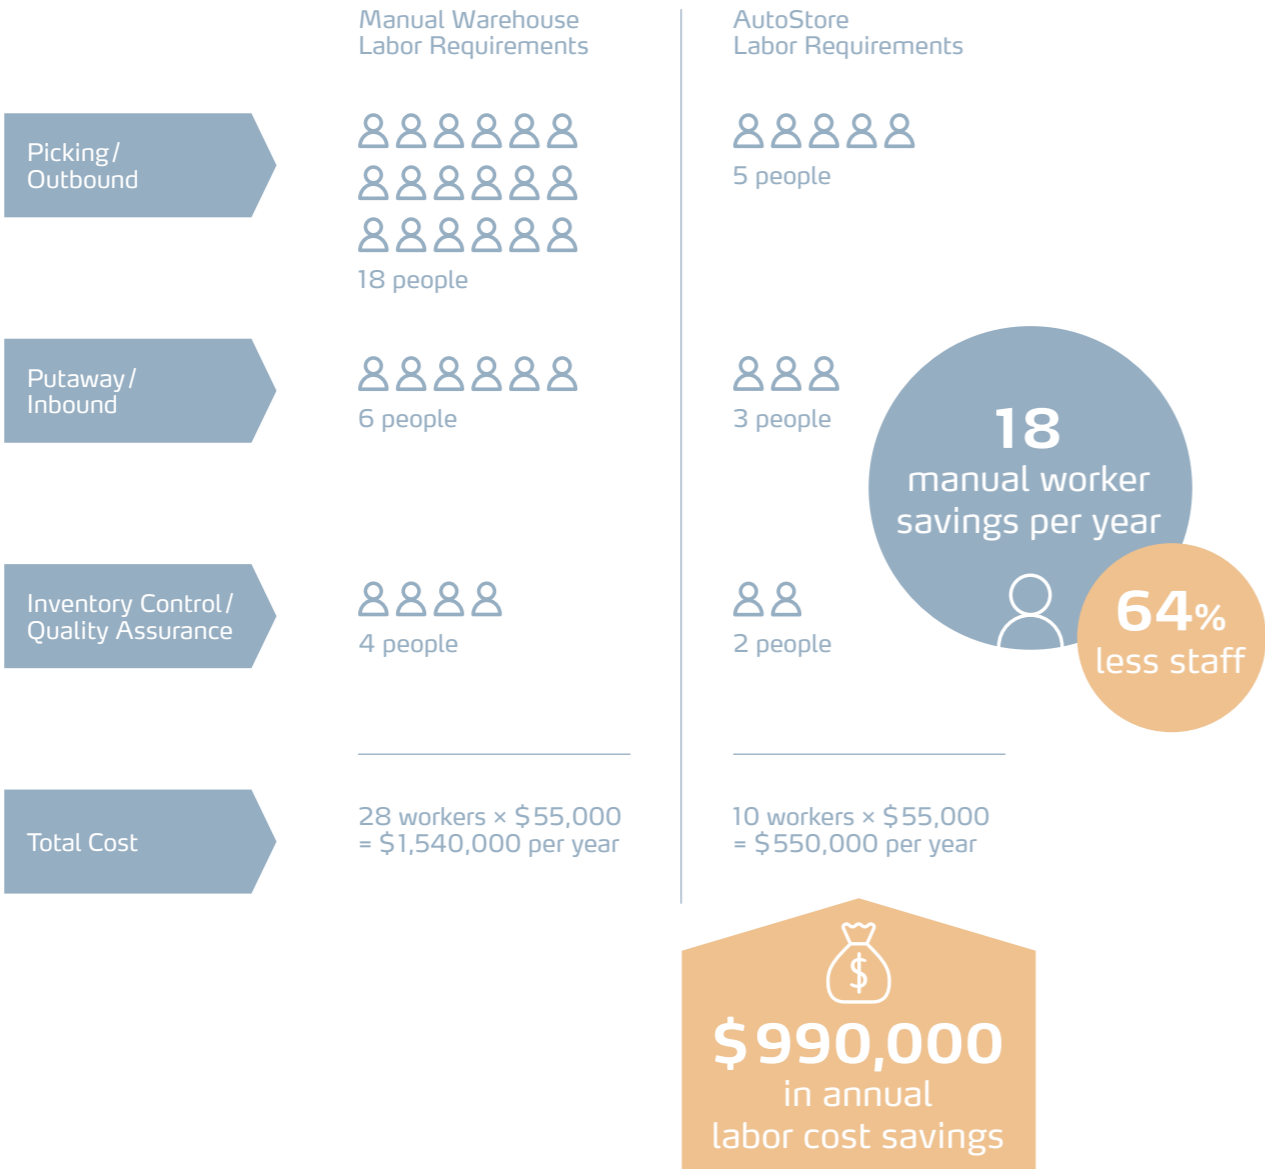 Manual Warehouse
Labor Requirements
AutoStore
Labor Requirements
Picking/
Outbound
18 people
5 people
Putaway/
Inbound
6 people
3 people
18
manual worker
savings per year
64%
less staff
Inventory Control/
Quality Assurance
4 people
2 people
Total Cost
28 workers × $55,000
= $1,540,000 per year
10 workers × $55,000
= $550,000 per year
$
$990,000
in annual
labor cost savings